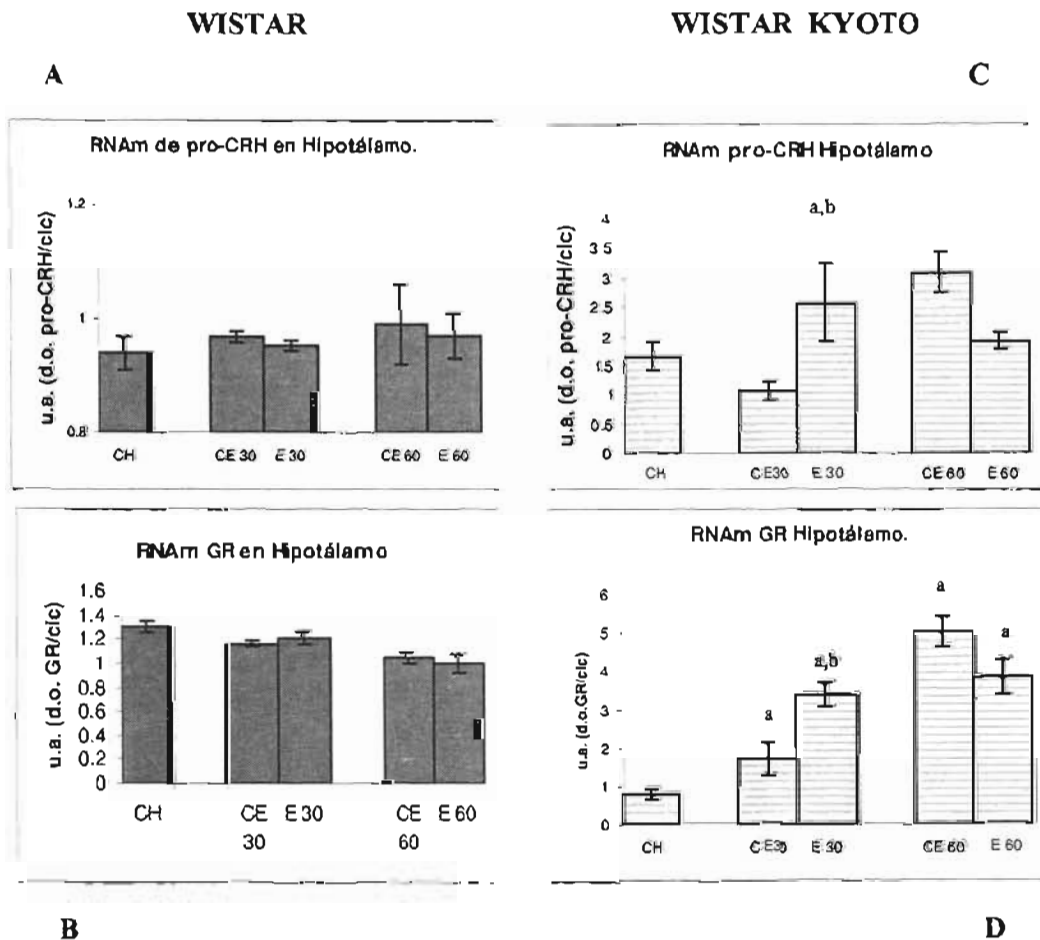 WISTAR
WISTAR KYOTO
A
C
RNAm de pro-CRH en Hipotálamo.
u.a. (d.o. pro-CRH/clc)
1.2
1
0.8
CH
CE 30
E 30
CE 60
E 60
RNAm pro-CRH Hipotálamo
u.a. (d.o. pro-CRH/clc)
a,b
4
3 5
3
2.5
2
1.5
1
0.5
0
CH
CE30
E 30
CE 60
E 60
RNAm GR en Hipotálamo
u.a. (d.o. GR/clc)
1.6
1.4
1.2
1
0.8
0.6
0.4
0.2
0
CH
CE
30
E 30
CE
60
E 60
RNAm GR Hipotálamo.
u.a. (d.o.GR/clc)
6
5
4
3
2
1
0
a
a,b
a
a
CH
CE30
E 30
CE 60
E 60
B
D